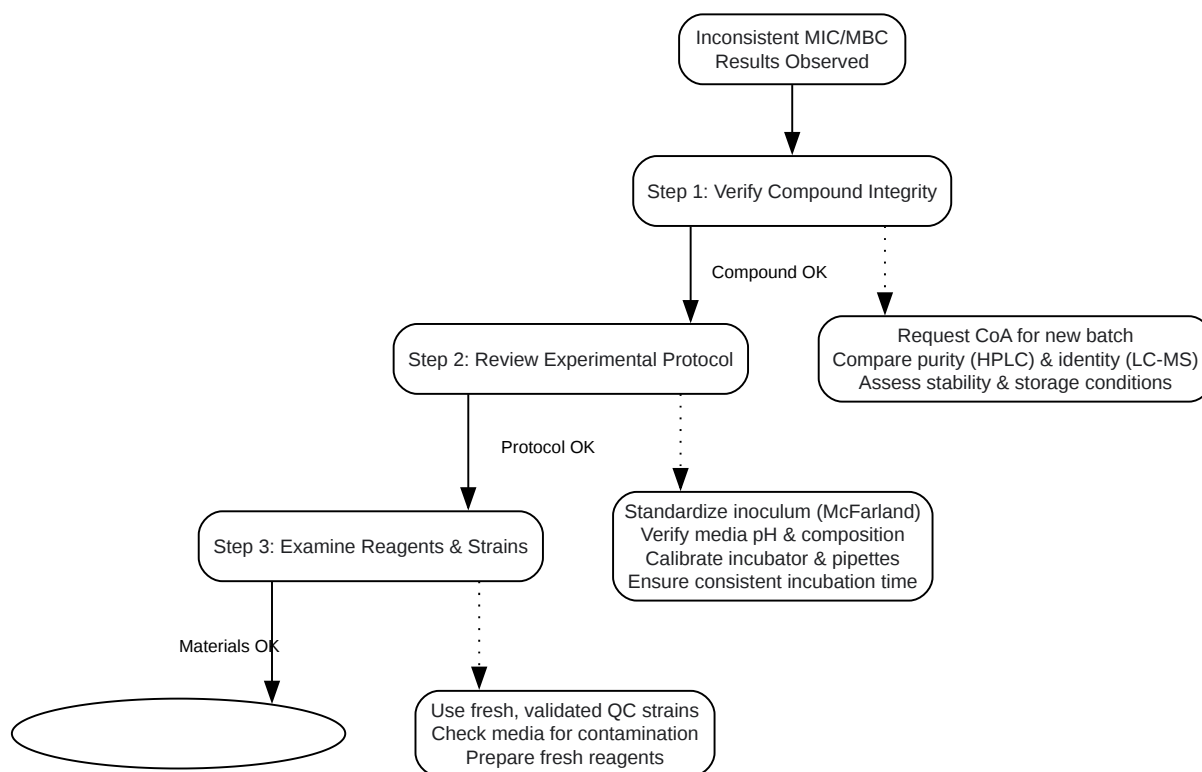 Inconsistent MIC/MBC
Results Observed
Step 1: Verify Compound Integrity
Compound OK
Request CoA for new batch
Compare purity (HPLC) & identity (LC-MS)
Assess stability & storage conditions
Step 2: Review Experimental Protocol
Protocol OK
Standardize inoculum (McFarland)
Verify media pH & composition
Calibrate incubator & pipettes
Ensure consistent incubation time
Step 3: Examine Reagents & Strains
Materials OK
Use fresh, validated QC strains
Check media for contamination
Prepare fresh reagents